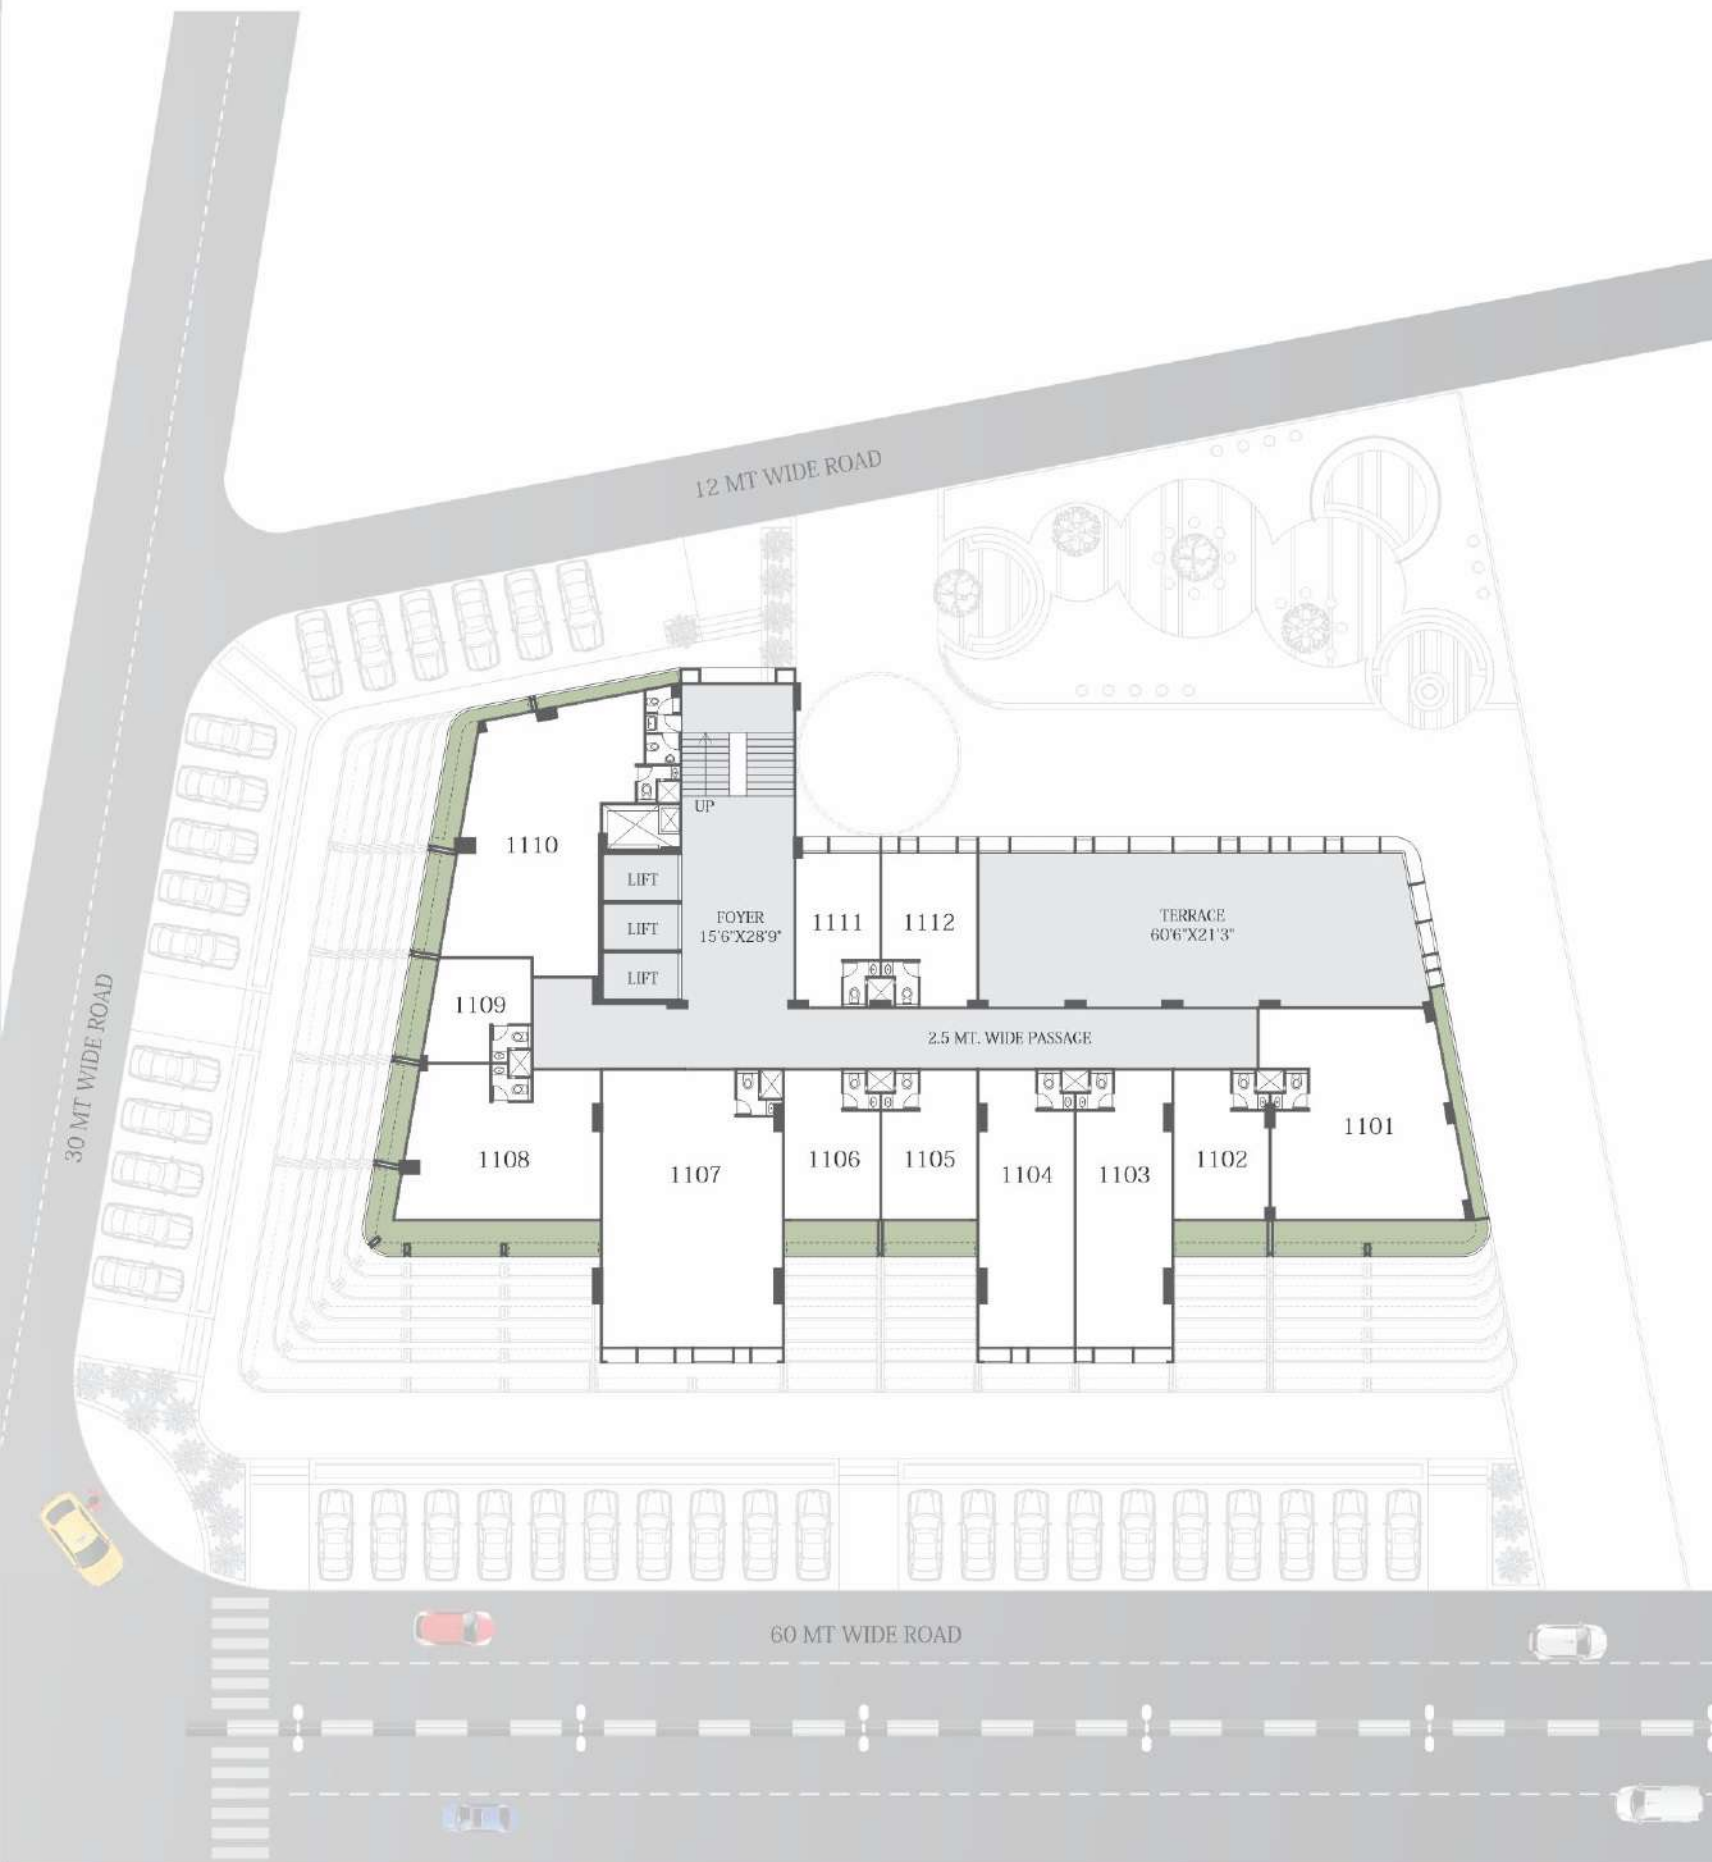 12 MT WIDE ROAD
UP
1110
LIFT
LIFT
LIFT
FOYER
15'6"X28'9"
1111
1112
TERRACE
60'6"X21'3"
1109
2.5 MT. WIDE PASSAGE
30 MT WIDE ROAD
1108
1107
1106
1105
1104
1103
1102
1101
60 MT WIDE ROAD